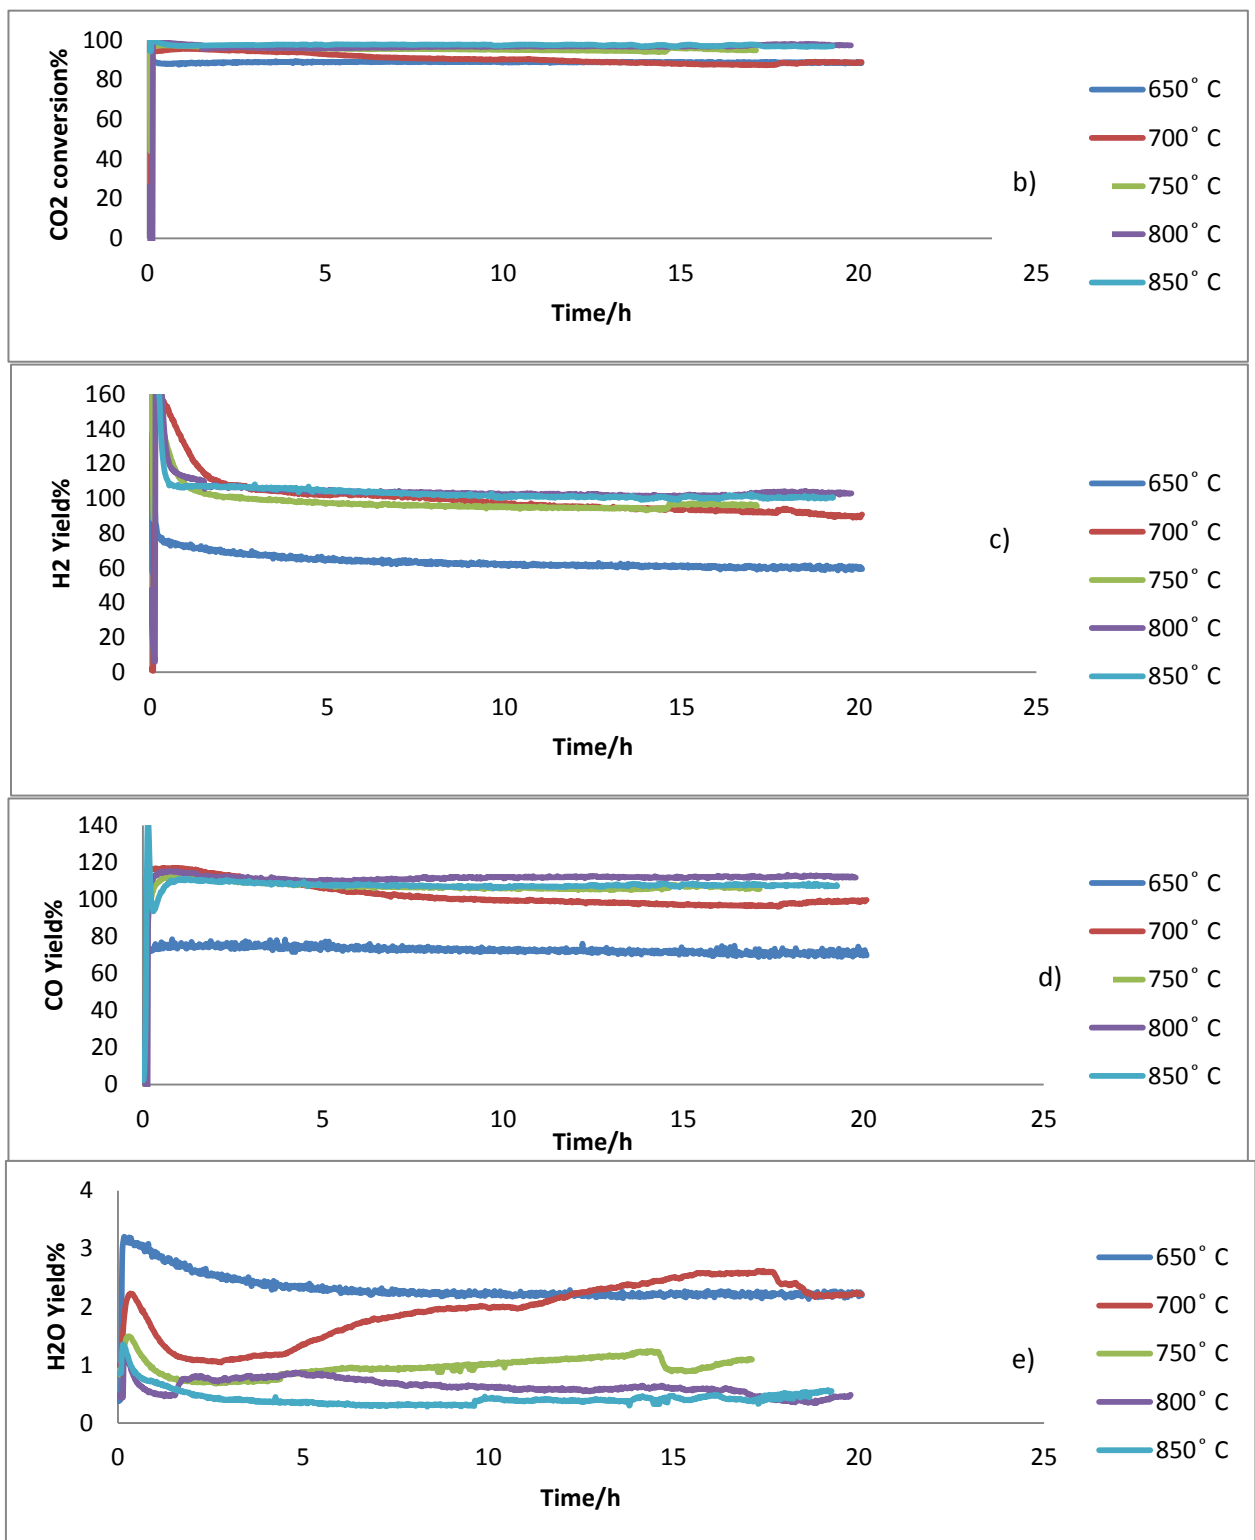 100
80
60
40
20
0
CO2 conversion%
0 5 10 15 20 25
Time/h
b)
650° C
700° C
750° C
800° C
850° C
160
140
120
100
80
60
40
20
0
H2 Yield%
0 5 10 15 20 25
Time/h
c)
650° C
700° C
750° C
800° C
850° C
140
120
100
80
60
40
20
0
CO Yield%
0 5 10 15 20 25
Time/h
d)
650° C
700° C
750° C
800° C
850° C
4
3
2
1
0
H2O Yield%
0 5 10 15 20 25
Time/h
e)
650° C
700° C
750° C
800° C
850° C